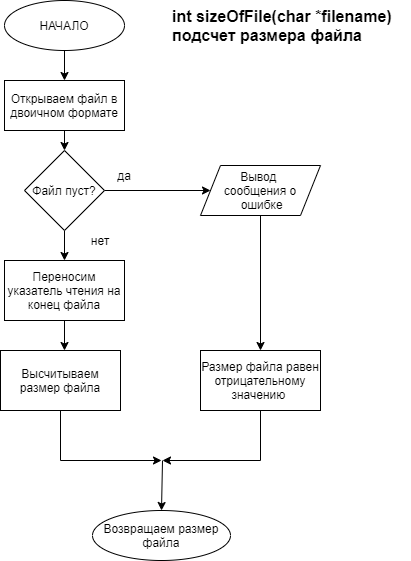 int sizeOfFile(char *filename)
подсчет размера файла
НАЧАЛО
Открываем файл в
двоичном формате
Файл пуст?
да
Вывод
сообщения о
ошибке
нет
Переносим
указатель чтения на
конец файла
Высчитываем
размер файла
Размер файла равен
отрицательному
значению
Возвращаем размер
файла